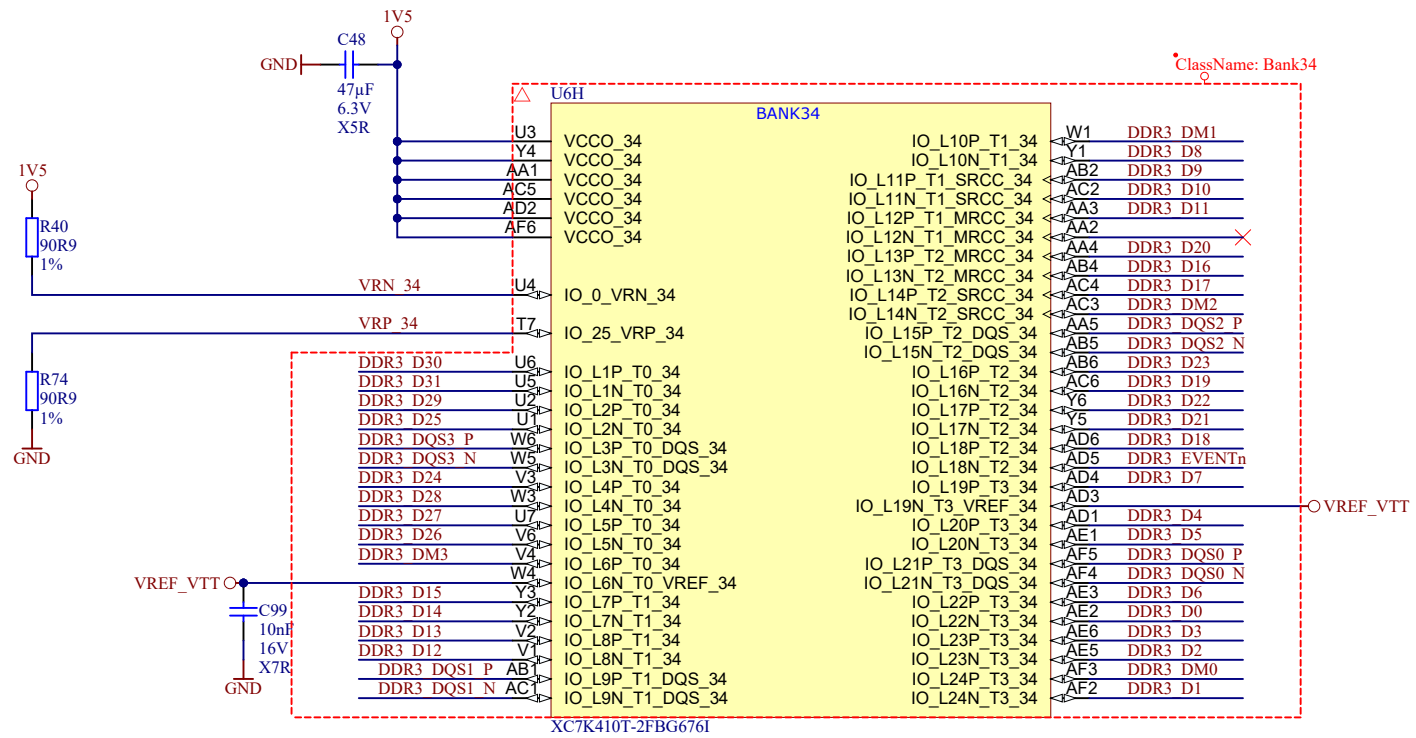 1V5
C48
GND
47µF
6.3V
X5R
ClassName: Bank34
U6H
BANK34
1V5
R40
90R9
1%
U3 VCCO_34
Y4 VCCO_34
AA1 VCCO_34
AC5 VCCO_34
AD2 VCCO_34
AF6 VCCO_34
VRN_34 U4 IO_0_VRN_34
VRP_34 T7 IO_25_VRP_34
R74
90R9
1%
GND
DDR3_D30 U6 IO_L1P_T0_34
DDR3_D31 U5 IO_L1N_T0_34
DDR3_D29 U2 IO_L2P_T0_34
DDR3_D25 U1 IO_L2N_T0_34
DDR3_DQS3_P W6 IO_L3P_T0_DQS_34
DDR3_DQS3_N W5 IO_L3N_T0_DQS_34
DDR3_D24 V3 IO_L4P_T0_34
DDR3_D28 W3 IO_L4N_T0_34
DDR3_D27 U7 IO_L5P_T0_34
DDR3_D26 V6 IO_L5N_T0_34
DDR3_DM3 V4 IO_L6P_T0_34
VREF_VTT W4 IO_L6N_T0_VREF_34
C99
10nF
16V
X7R
GND
DDR3_D15 Y3 IO_L7P_T1_34
DDR3_D14 Y2 IO_L7N_T1_34
DDR3_D13 V2 IO_L8P_T1_34
DDR3_D12 V1 IO_L8N_T1_34
DDR3_DQS1_P AB1 IO_L9P_T1_DQS_34
DDR3_DQS1_N AC1 IO_L9N_T1_DQS_34
IO_L10P_T1_34 W1 DDR3_DM1
IO_L10N_T1_34 Y1 DDR3_D8
IO_L11P_T1_SRCC_34 AB2 DDR3_D9
IO_L11N_T1_SRCC_34 AC2 DDR3_D10
IO_L12P_T1_MRCC_34 AA3 DDR3_D11
IO_L12N_T1_MRCC_34 AA2
IO_L13P_T2_MRCC_34 AA4 DDR3_D20
IO_L13N_T2_MRCC_34 AB4 DDR3_D16
IO_L14P_T2_SRCC_34 AC4 DDR3_D17
IO_L14N_T2_SRCC_34 AC3 DDR3_DM2
IO_L15P_T2_DQS_34 AA5 DDR3_DQS2_P
IO_L15N_T2_DQS_34 AB5 DDR3_DQS2_N
IO_L16P_T2_34 AB6 DDR3_D23
IO_L16N_T2_34 AC6 DDR3_D19
IO_L17P_T2_34 Y6 DDR3_D22
IO_L17N_T2_34 Y5 DDR3_D21
IO_L18P_T2_34 AD6 DDR3_D18
IO_L18N_T2_34 AD5 DDR3_EVENTn
IO_L19P_T3_34 AD4 DDR3_D7
IO_L19N_T3_VREF_34 AD3 VREF_VTT
IO_L20P_T3_34 AD1 DDR3_D4
IO_L20N_T3_34 AE1 DDR3_D5
IO_L21P_T3_DQS_34 AF5 DDR3_DQS0_P
IO_L21N_T3_DQS_34 AF4 DDR3_DQS0_N
IO_L22P_T3_34 AE3 DDR3_D6
IO_L22N_T3_34 AE2 DDR3_D0
IO_L23P_T3_34 AE6 DDR3_D3
IO_L23N_T3_34 AE5 DDR3_D2
IO_L24P_T3_34 AF3 DDR3_DM0
IO_L24N_T3_34 AF2 DDR3_D1
XC7K410T-2FBG676I